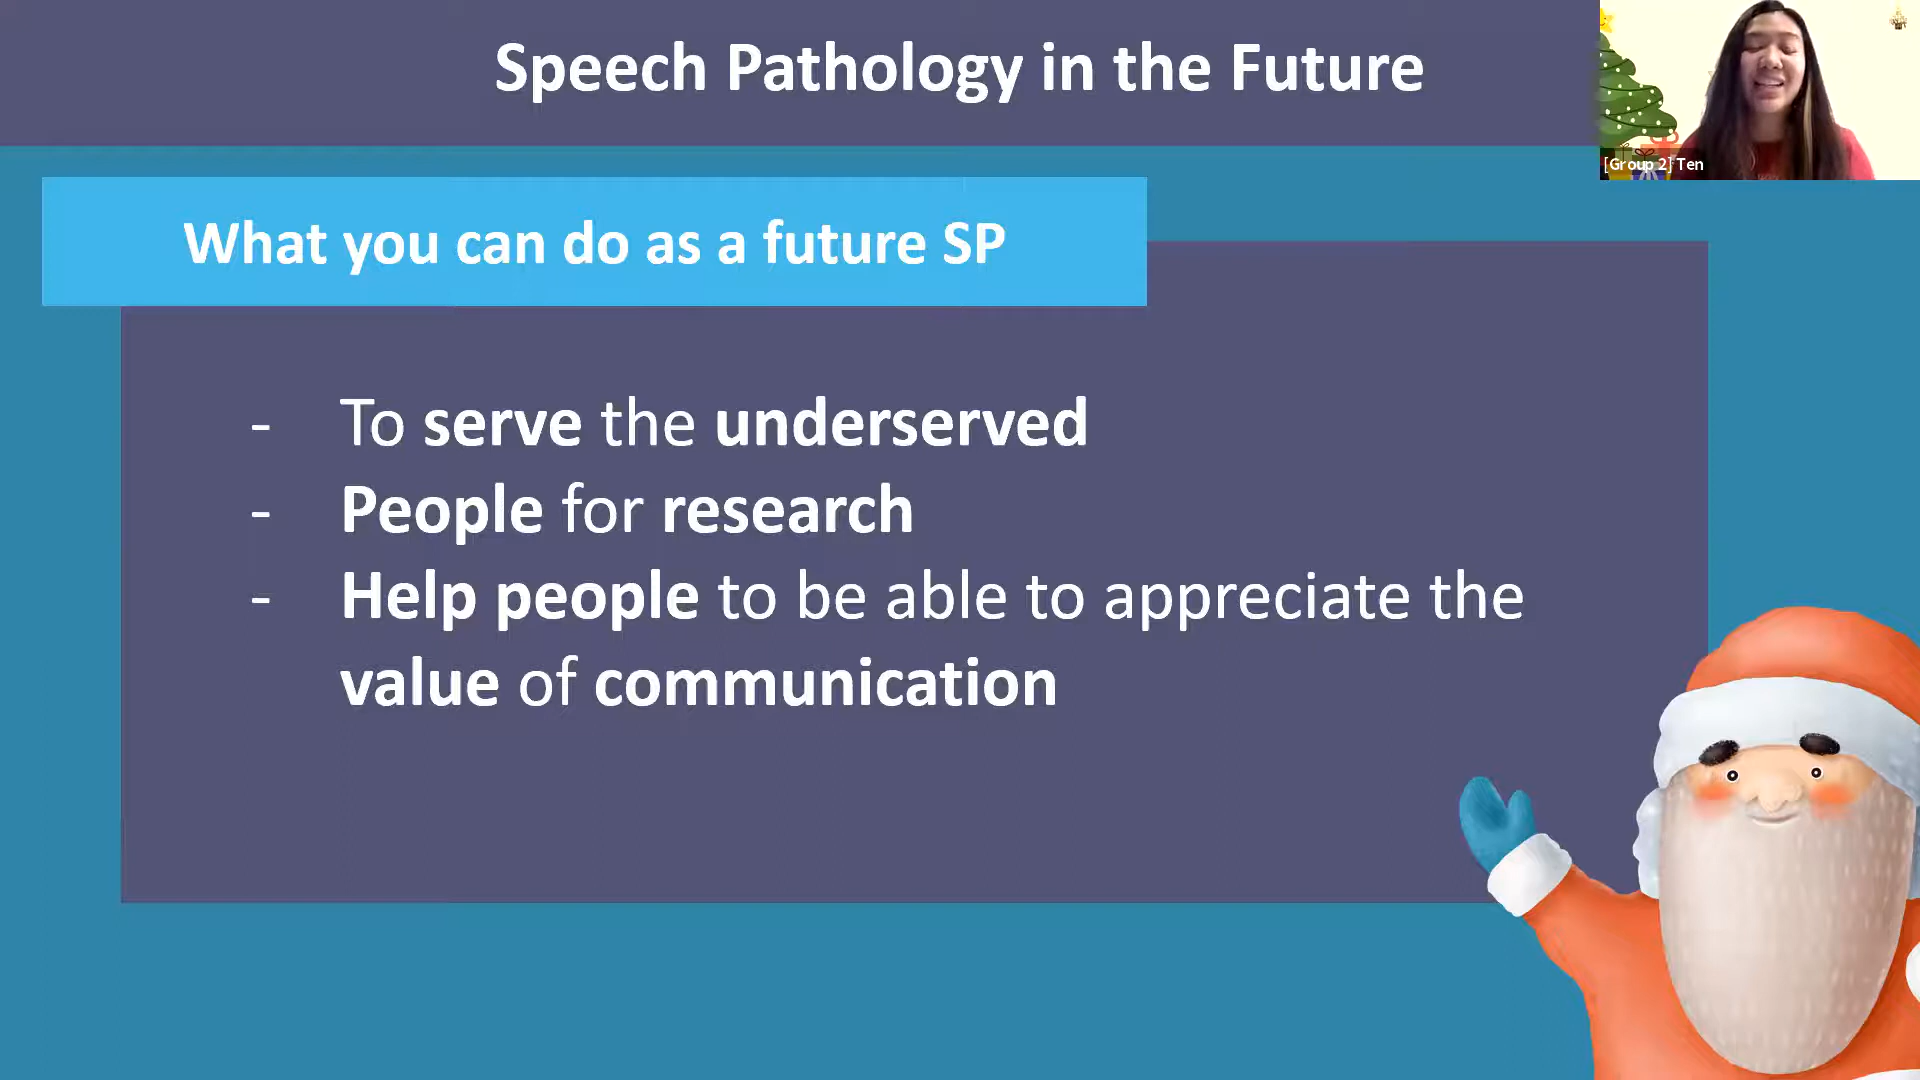 Speech Pathology in the Future
[Group 2] Ten
What you can do as a future SP
- To serve the underserved
- People for research
- Help people to be able to appreciate the
value of communication